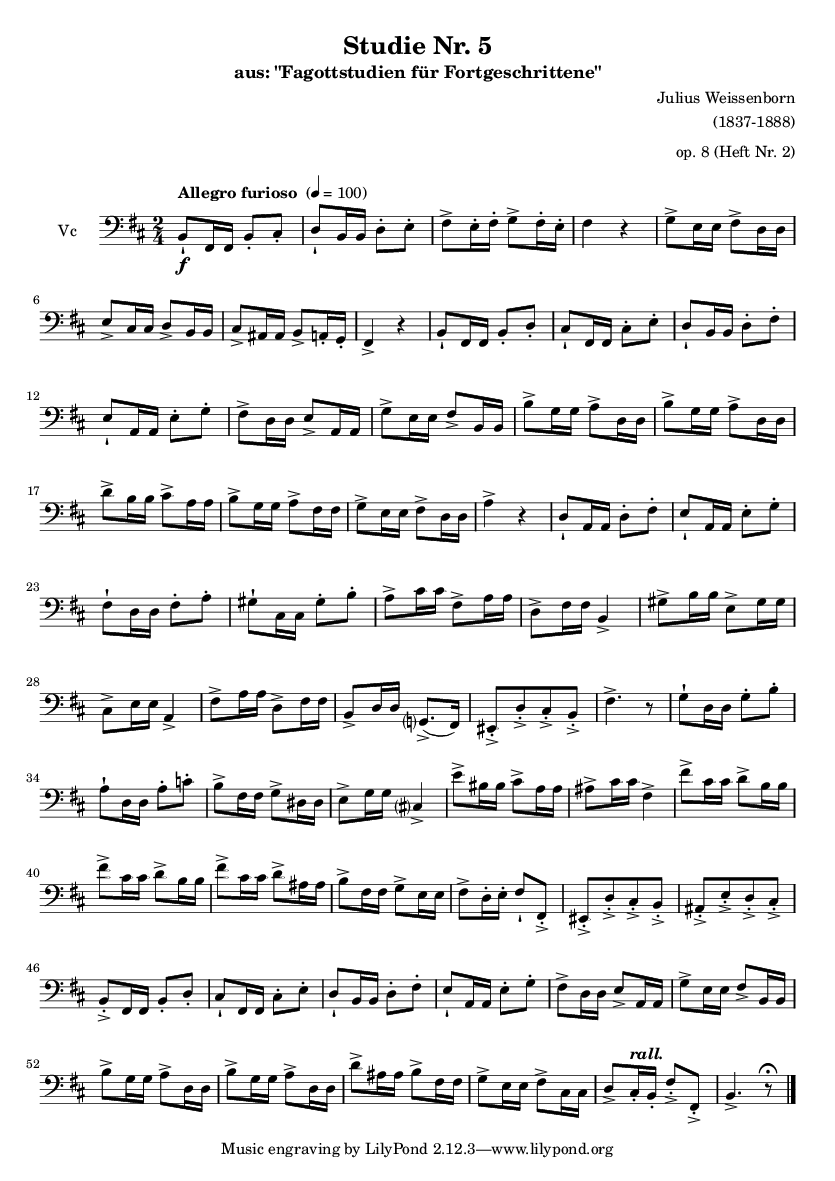 Studie Nr. 5
aus: "Fagottstudien für Fortgeschrittene"
Julius Weissenborn
(1837-1888)
op. 8 (Heft Nr. 2)
Allegro furioso (♩ = 100)
Vc
2
4
f
6
12
17
23
28
34
40
46
52
rall.
Music engraving by LilyPond 2.12.3—www.lilypond.org